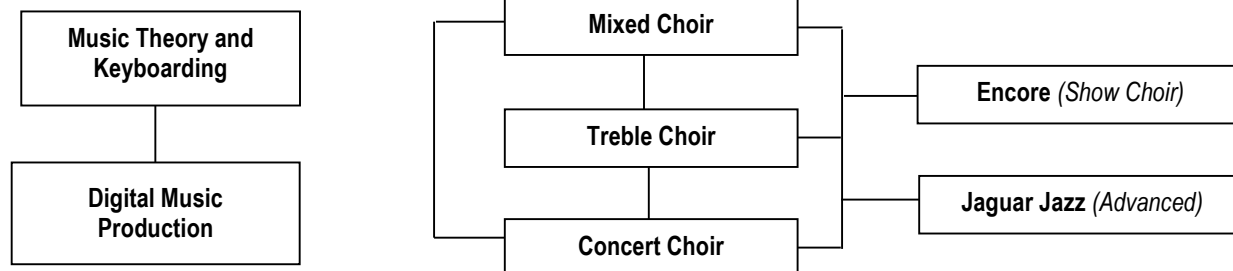 Music Theory and
Keyboarding
Digital Music
Production
Mixed Choir
Treble Choir
Concert Choir
Encore (Show Choir)
Jaguar Jazz (Advanced)